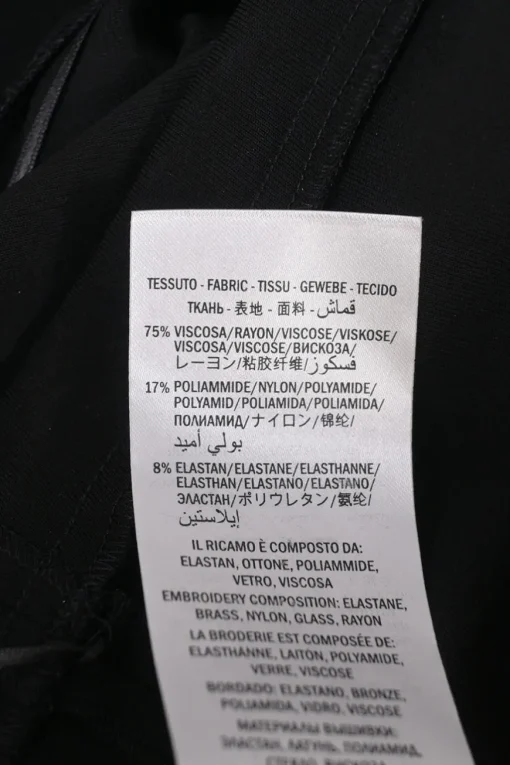 TESSUTO - FABRIC - TISSU - GEWEBE - TECIDO
ТКАНЬ - 表地 - 面料 - قماش
75% VISCOSA/RAYON/VISCOSE/VISKOSE/
VISCOSA/VISCOSE/ВИСКОЗА/
レーヨン/粘胶纤维/فسكوز
17% POLIAMMIDE/NYLON/POLYAMIDE/
POLYAMID/POLIAMIDA/POLIAMIDA/
ПОЛИАМИД/ナイロン/锦纶/
بولي أميد
8% ELASTAN/ELASTANE/ELASTHANNE/
ELASTHAN/ELASTANO/ELASTANO/
ЭЛАСТАН/ポリウレタン/氨纶/
إيلاستين
IL RICAMO È COMPOSTO DA:
ELASTAN, OTTONE, POLIAMMIDE,
VETRO, VISCOSA
EMBROIDERY COMPOSITION: ELASTANE,
BRASS, NYLON, GLASS, RAYON
LA BRODERIE EST COMPOSÉE DE:
ELASTHANNE, LAITON, POLYAMIDE,
VERRE, VISCOSE
BORDADO: ELASTANO, BRONZE,
POLIAMIDA, VIDRO, VISCOSE
МАТЕРИАЛЫ ВЫШИВКИ:
ЭЛАСТАН, ЛАТУНЬ, ПОЛИАМИД,